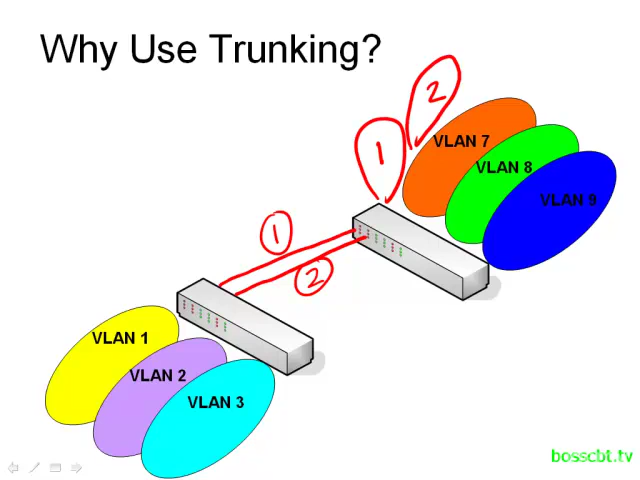 Why Use Trunking?
2
1
VLAN 7
VLAN 8
VLAN 9
1
2
VLAN 1
VLAN 2
VLAN 3
bosscbt.tv